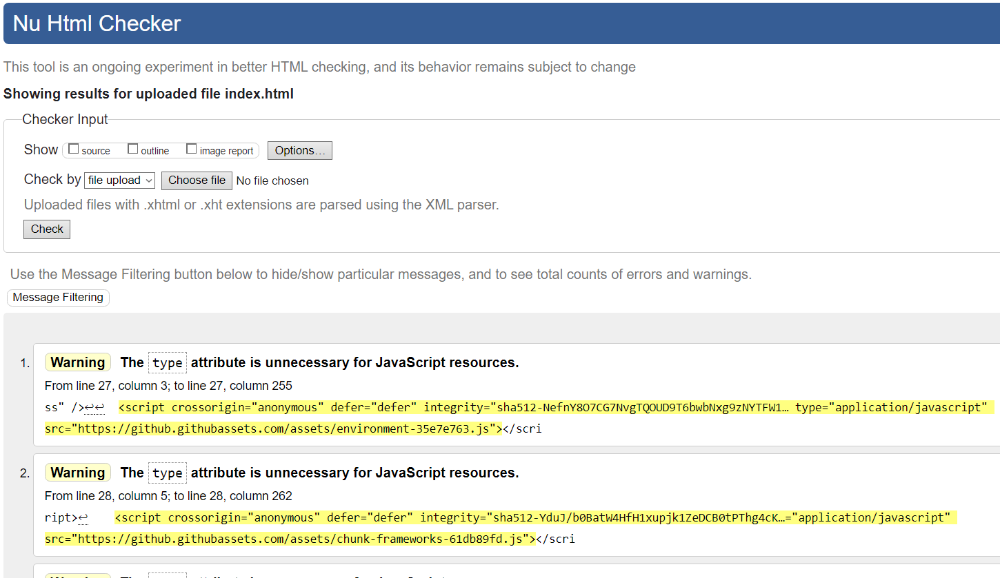 Nu Html Checker
This tool is an ongoing experiment in better HTML checking, and its behavior remains subject to change
Showing results for uploaded file index.html
Checker Input
Show source outline image report Options...
Check by file upload Choose file No file chosen
Uploaded files with .xhtml or .xht extensions are parsed using the XML parser.
Check
Use the Message Filtering button below to hide/show particular messages, and to see total counts of errors and warnings.
Message Filtering
1. Warning The type attribute is unnecessary for JavaScript resources.
From line 27, column 3; to line 27, column 255
ss" />↩↩ <script crossorigin="anonymous" defer="defer" integrity="sha512-NefnY8O7CG7NvgTQOUD9T6bwbNxg9zNYTFW1… type="application/javascript"
src="https://github.githubassets.com/assets/environment-35e7e763.js"></scri
2. Warning The type attribute is unnecessary for JavaScript resources.
From line 28, column 5; to line 28, column 262
ript>↩ <script crossorigin="anonymous" defer="defer" integrity="sha512-YduJ/b0BatW4HfH1xupjk1ZeDCB0tPThg4cK…="application/javascript"
src="https://github.githubassets.com/assets/chunk-frameworks-61db89fd.js"></scri